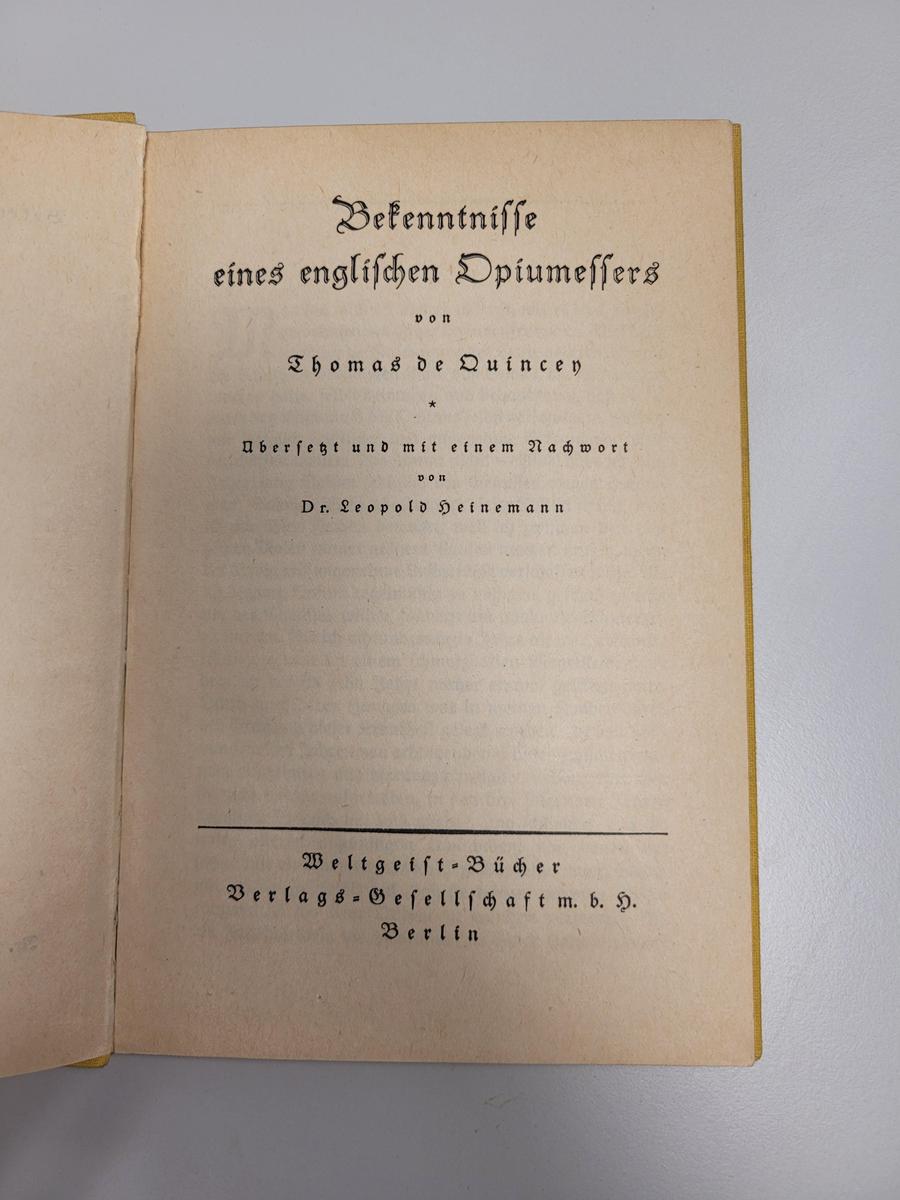 Bekenntnisse
eines englischen Opiumessers
von
Thomas de Quincey
*
Übersetzt und mit einem Nachwort
von
Dr. Leopold Heinemann
Weltgeist-Bücher
Verlags-Gesellschaft m. b. H.
Berlin